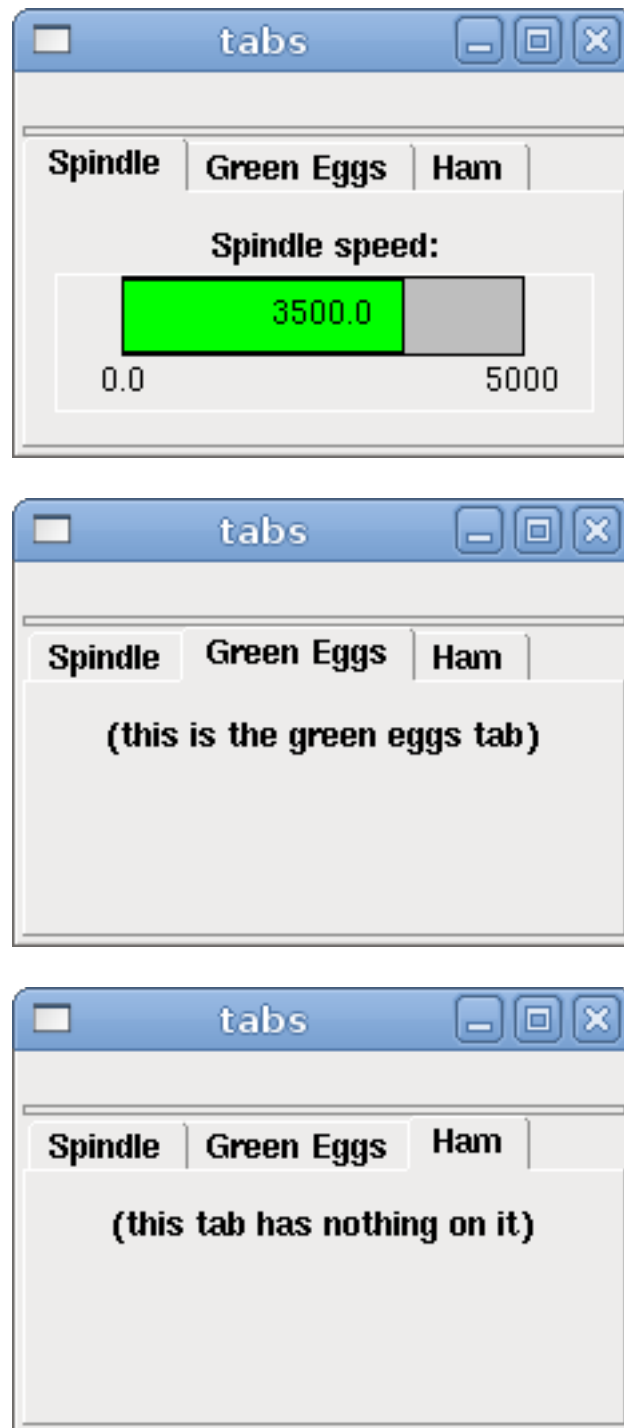 tabs
Spindle Green Eggs Ham
Spindle speed:
3500.0
0.0 5000
tabs
Spindle Green Eggs Ham
(this is the green eggs tab)
tabs
Spindle Green Eggs Ham
(this tab has nothing on it)